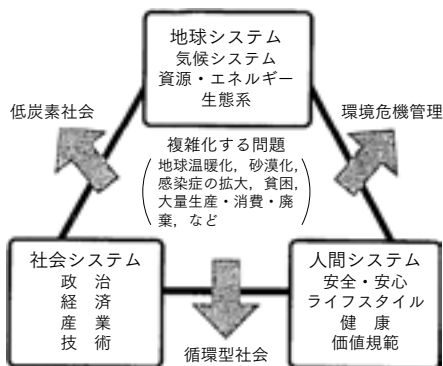 地球システム
気候システム
資源・エネルギー
生態系
低炭素社会
環境危機管理
複雑化する問題
地球温暖化，砂漠化，
感染症の拡大，貧困，
大量生産・消費・廃
棄，など
社会システム
政　治
経　済
産　業
技　術
人間システム
安全・安心
ライフスタイル
健　康
価値規範
循環型社会